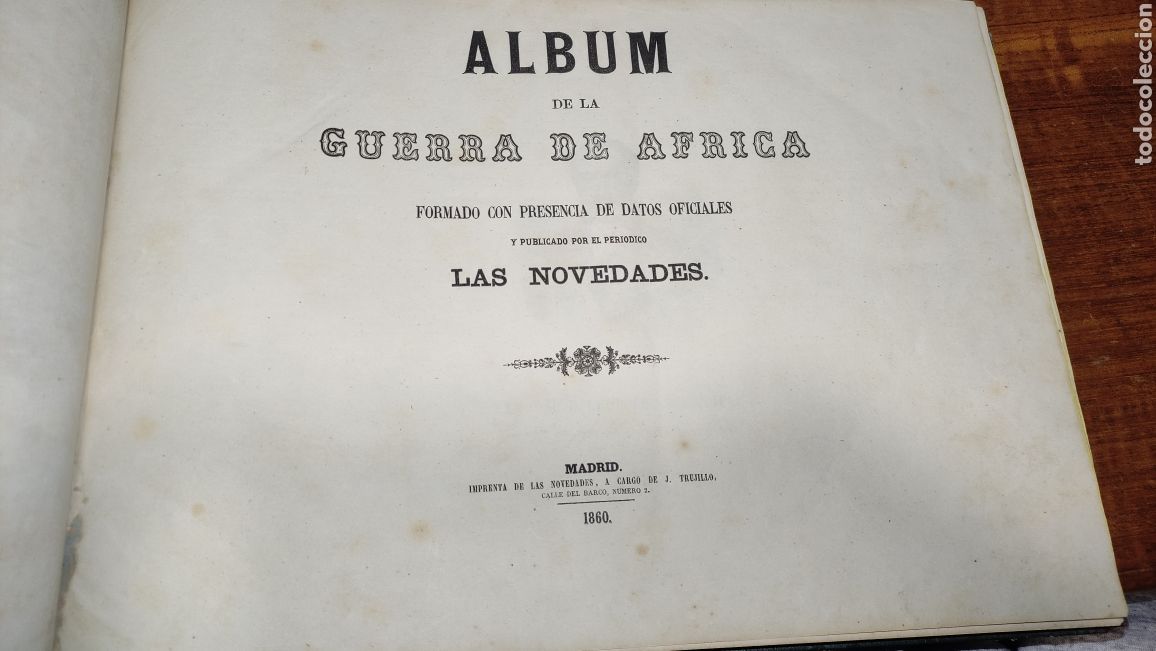 ALBUM
DE LA
GUERRA DE AFRICA
FORMADO CON PRESENCIA DE DATOS OFICIALES
Y PUBLICADO POR EL PERIODICO
LAS NOVEDADES.
MADRID.
IMPRENTA DE LAS NOVEDADES, A CARGO DE J. TRUJILLO,
CALLE DEL BARCO, NUMERO 2.
1860.
todocoleccion